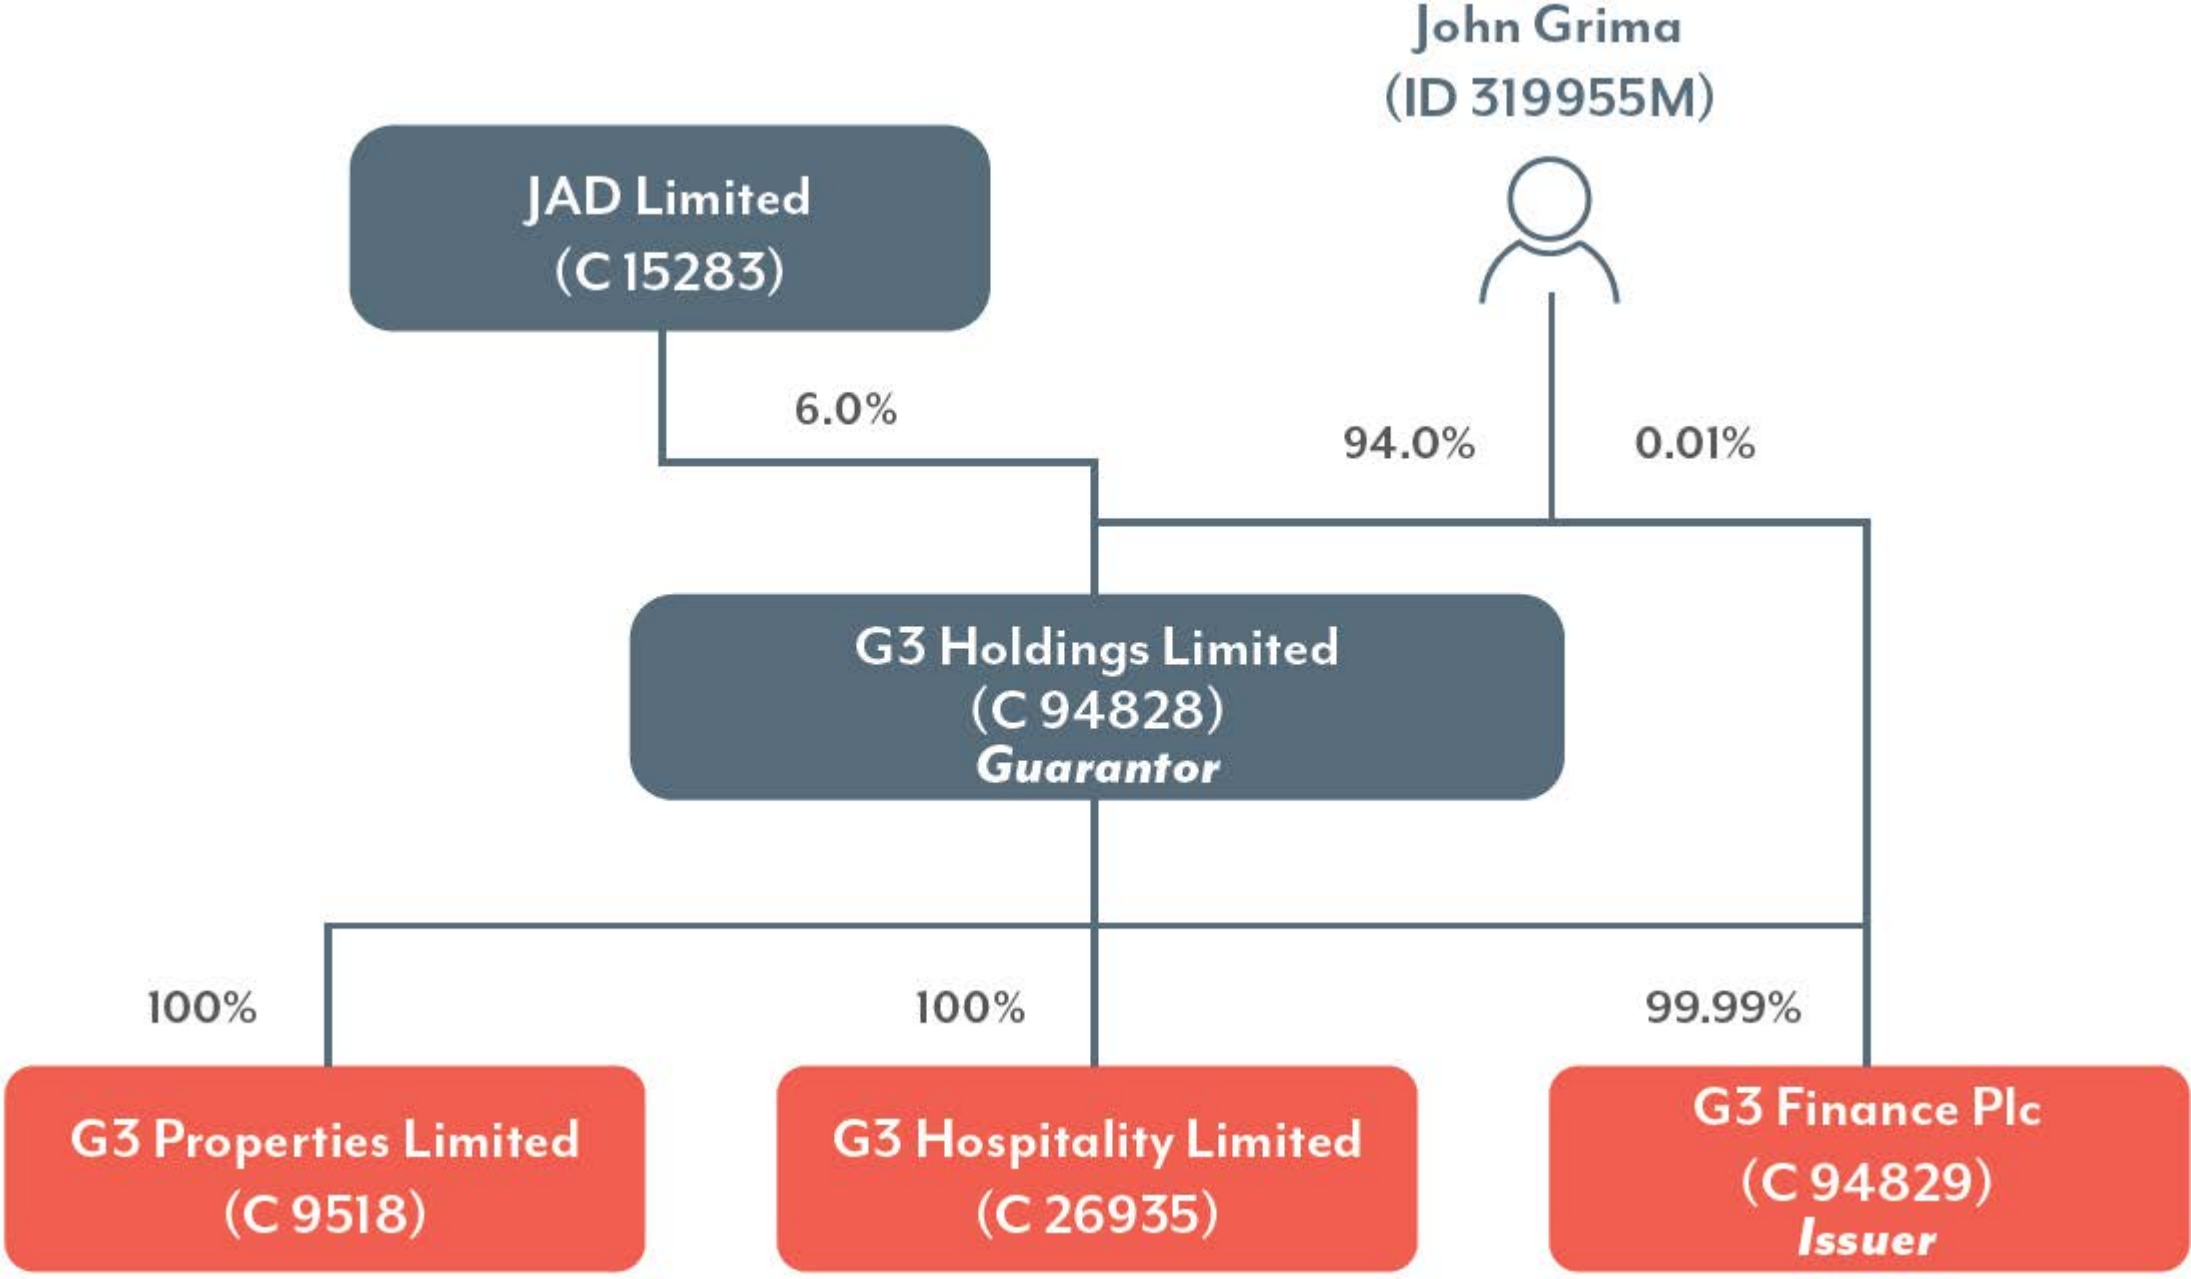 John Grima
(ID 319955M)
JAD Limited
(C 15283)
6.0%
94.0%
0.01%
G3 Holdings Limited
(C 94828)
Guarantor
100%
100%
99.99%
G3 Properties Limited
(C 9518)
G3 Hospitality Limited
(C 26935)
G3 Finance Plc
(C 94829)
Issuer